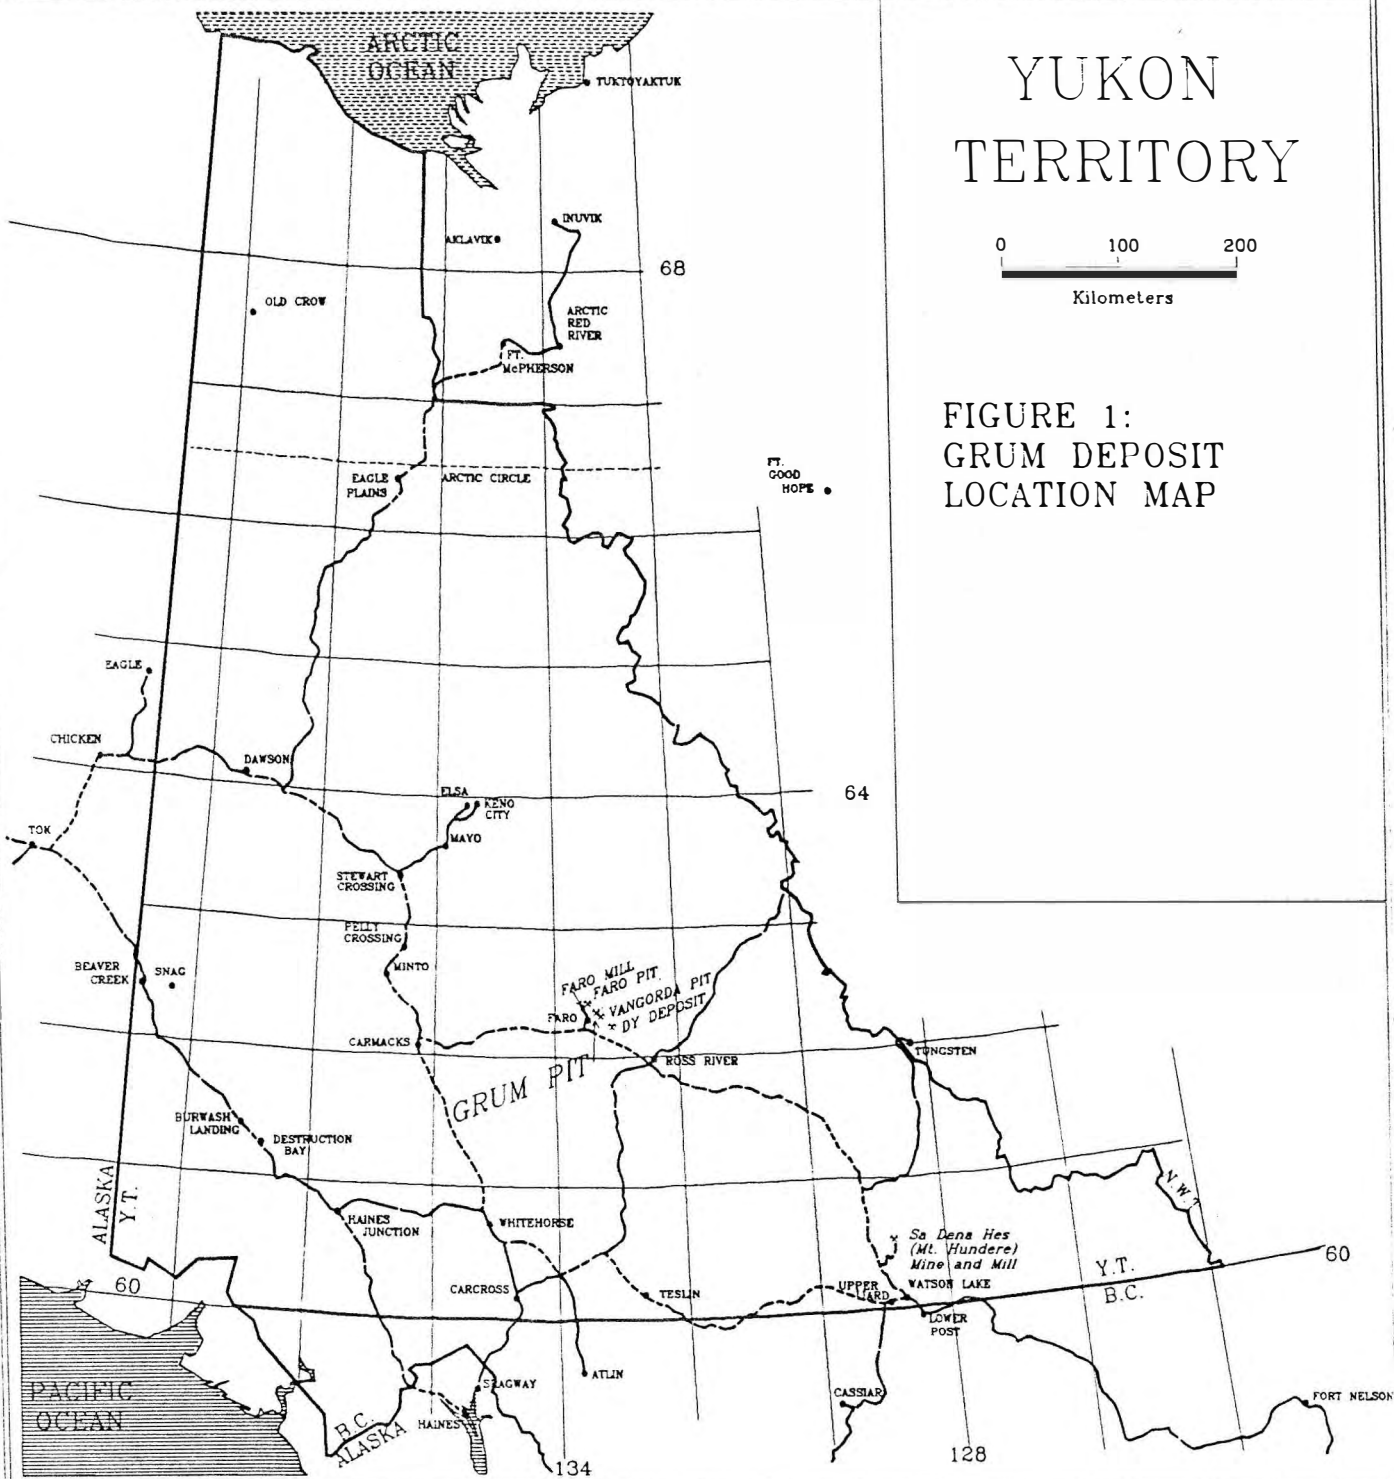 YUKON
TERRITORY
0 100 200
Kilometers
FIGURE 1:
GRUM DEPOSIT
LOCATION MAP
ARCTIC
OCEAN
TUKTOYAKTUK
INUVIK
AKLAVIK
68
OLD CROW
ARCTIC
RED
RIVER
FT.
McPHERSON
EAGLE
PLAINS
ARCTIC CIRCLE
FT.
GOOD
HOPE
EAGLE
CHICKEN
DAWSON
ELSA
KENO
CITY
64
TOK
MAYO
STEWART
CROSSING
PELLY
CROSSING
BEAVER
CREEK
SNAG
MINTO
FARO MILL
FARO PIT
VANGORDA PIT
DY DEPOSIT
FARO
CARMACKS
ROSS RIVER
TUNGSTEN
GRUM PIT
BURWASH
LANDING
DESTRUCTION
BAY
ALASKA
Y.T.
HAINES
JUNCTION
WHITEHORSE
Sa Dena Hes
(Mt. Hundere)
Mine and Mill
60
Y.T.
B.C.
60
CARCROSS
TESLIN
UPPER
LIARD
WATSON LAKE
LOWER
POST
ATLIN
SKAGWAY
CASSIAR
FORT NELSON
PACIFIC
OCEAN
B.C.
ALASKA
HAINES
134
128